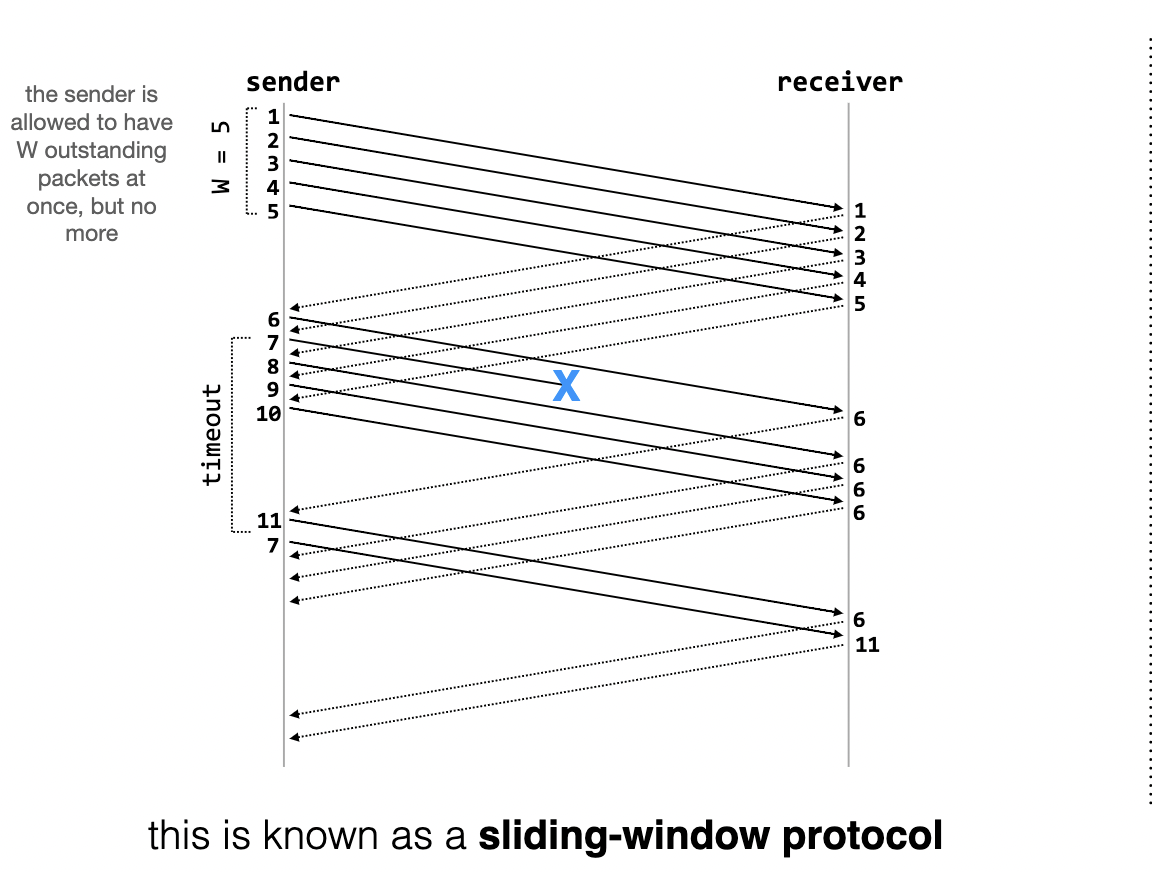 sender
receiver
the sender is
allowed to have
W outstanding
packets at
once, but no
more
W = 5
1
2
3
4
5
1
2
3
4
5
6
7
8
9
10
timeout
X
6
6
6
6
11
7
6
11
this is known as a sliding-window protocol